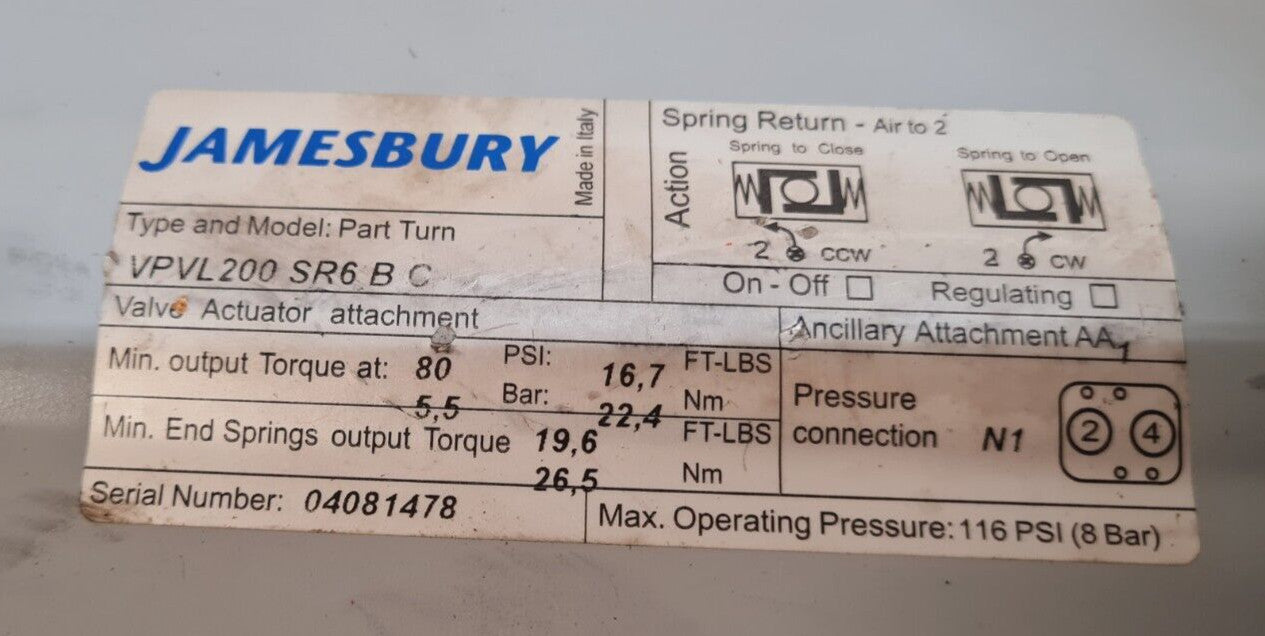 JAMESBURY
Made in Italy
Type and Model: Part Turn
VPVL200 SR6 B C
Action
Spring Return - Air to 2
Spring to Close
Spring to Open
2 CCW
2 CW
On - Off
Regulating
Valve Actuator attachment
Ancillary Attachment AA 1
Min. output Torque at: 80 PSI: 16,7 FT-LBS
5,5 Bar: 22,4 Nm
Min. End Springs output Torque 19,6 FT-LBS
26,5 Nm
Pressure
connection N1
2 4
Serial Number: 04081478
Max. Operating Pressure: 116 PSI (8 Bar)